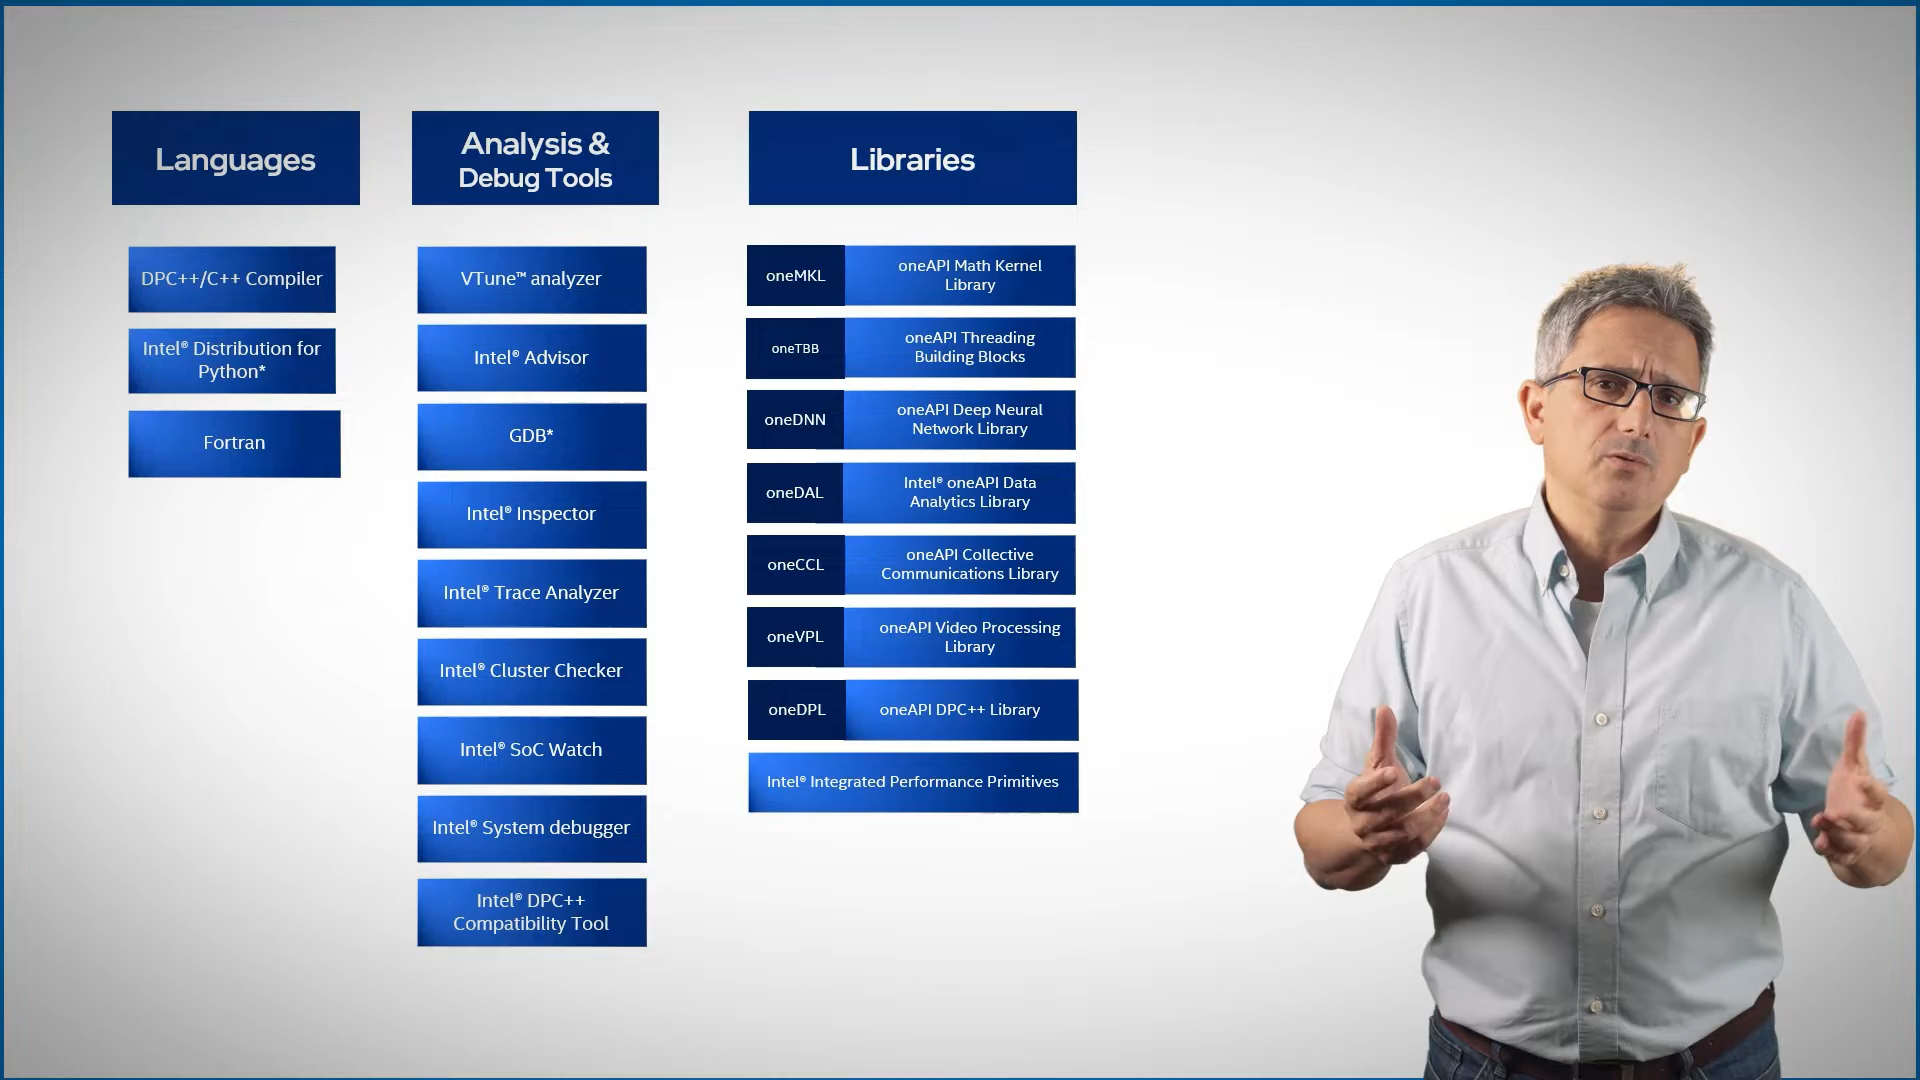 Languages
DPC++/C++ Compiler
Intel® Distribution for
Python*
Fortran
Analysis &
Debug Tools
VTune™ analyzer
Intel® Advisor
GDB*
Intel® Inspector
Intel® Trace Analyzer
Intel® Cluster Checker
Intel® SoC Watch
Intel® System debugger
Intel® DPC++
Compatibility Tool
Libraries
oneMKL
oneAPI Math Kernel
Library
oneTBB
oneAPI Threading
Building Blocks
oneDNN
oneAPI Deep Neural
Network Library
oneDAL
Intel® oneAPI Data
Analytics Library
oneCCL
oneAPI Collective
Communications Library
oneVPL
oneAPI Video Processing
Library
oneDPL
oneAPI DPC++ Library
Intel® Integrated Performance Primitives